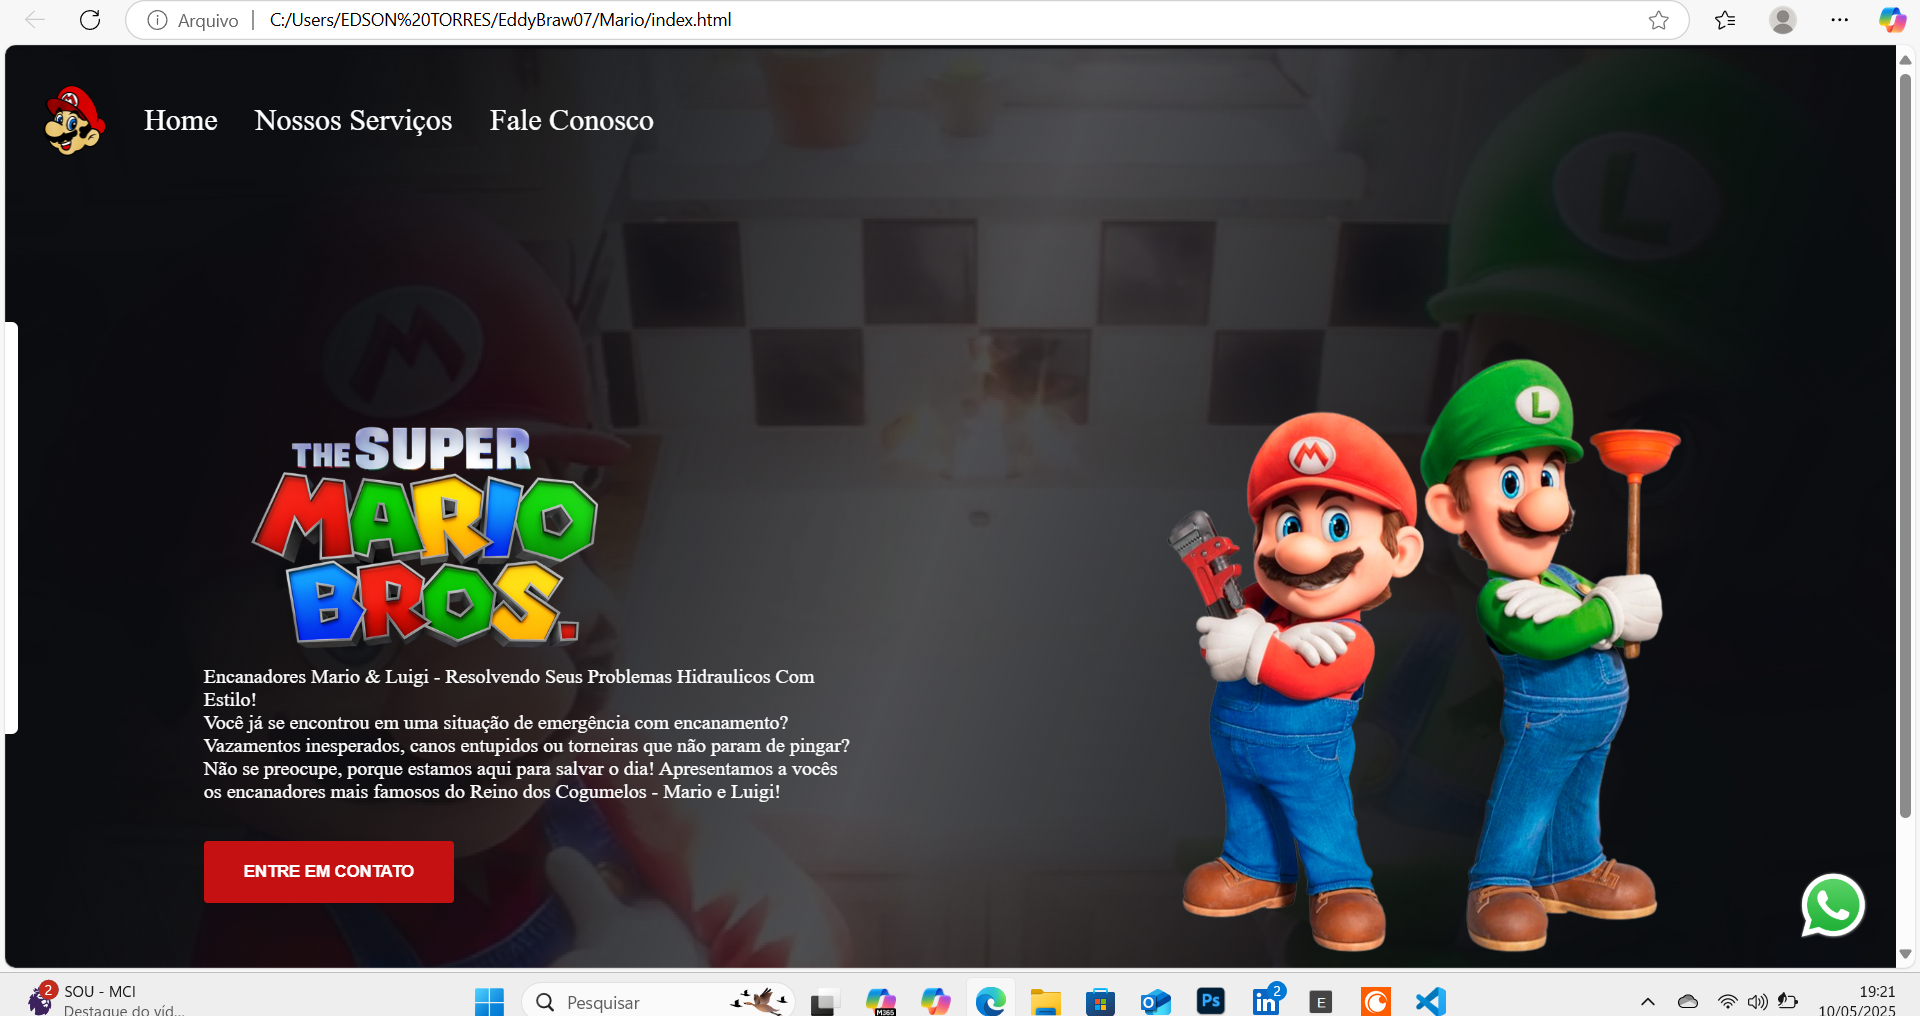 Arquivo
C:/Users/EDSON%20TORRES/EddyBraw07/Mario/index.html
M
Home
Nossos Serviços
Fale Conosco
L
M
THE SUPER
MARIO
BROS.
M
L
Encanadores Mario & Luigi - Resolvendo Seus Problemas Hidraulicos Com
Estilo!
Você já se encontrou em uma situação de emergência com encanamento?
Vazamentos inesperados, canos entupidos ou torneiras que não param de pingar?
Não se preocupe, porque estamos aqui para salvar o dia! Apresentamos a vocês
os encanadores mais famosos do Reino dos Cogumelos - Mario e Luigi!
ENTRE EM CONTATO
2
SOU - MCI
Destaque do víd...
Pesquisar
M365
Ps
in
2
E
19:21
10/05/2025